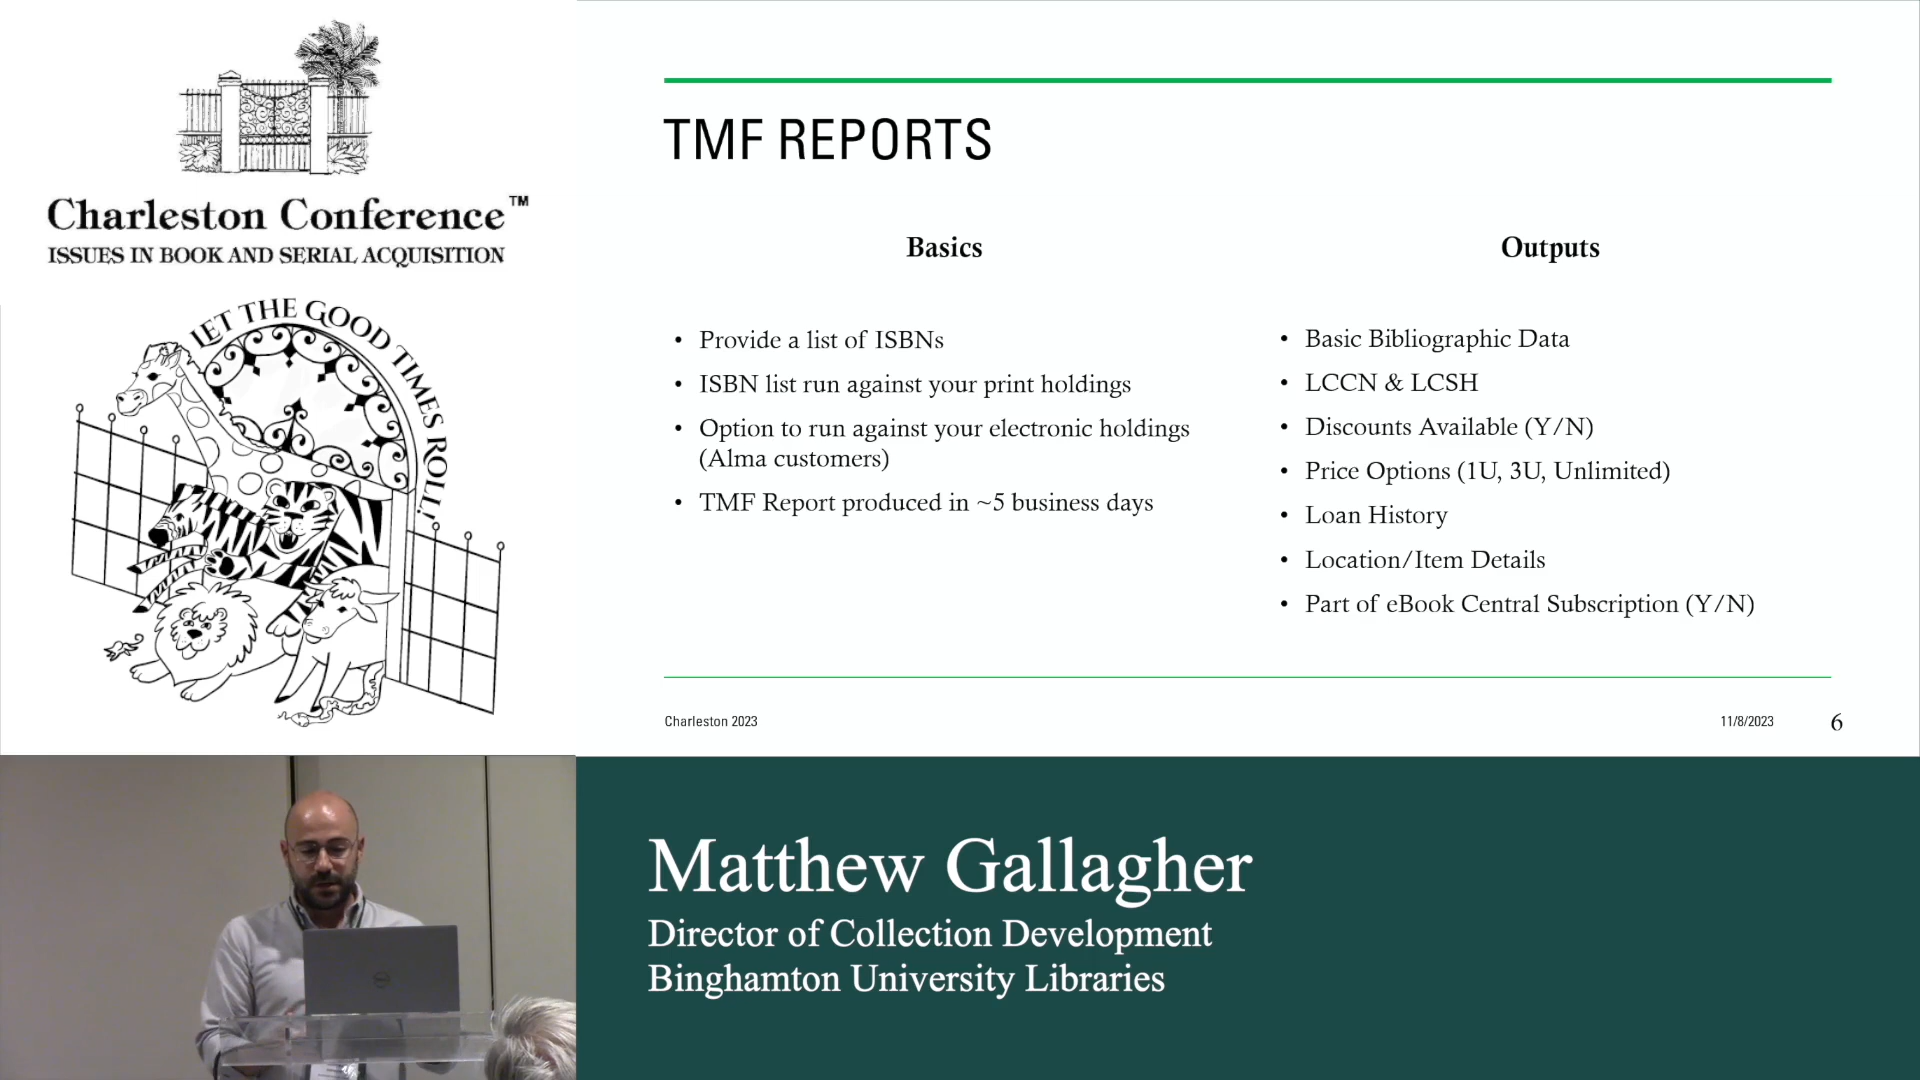 Charleston Conference™
ISSUES IN BOOK AND SERIAL ACQUISITION
LET THE GOOD TIMES ROLL!
TMF REPORTS
Basics
• Provide a list of ISBNs
• ISBN list run against your print holdings
• Option to run against your electronic holdings
(Alma customers)
• TMF Report produced in ~5 business days
Outputs
• Basic Bibliographic Data
• LCCN & LCSH
• Discounts Available (Y/N)
• Price Options (1U, 3U, Unlimited)
• Loan History
• Location/Item Details
• Part of eBook Central Subscription (Y/N)
Charleston 2023
11/8/2023
6
Matthew Gallagher
Director of Collection Development
Binghamton University Libraries